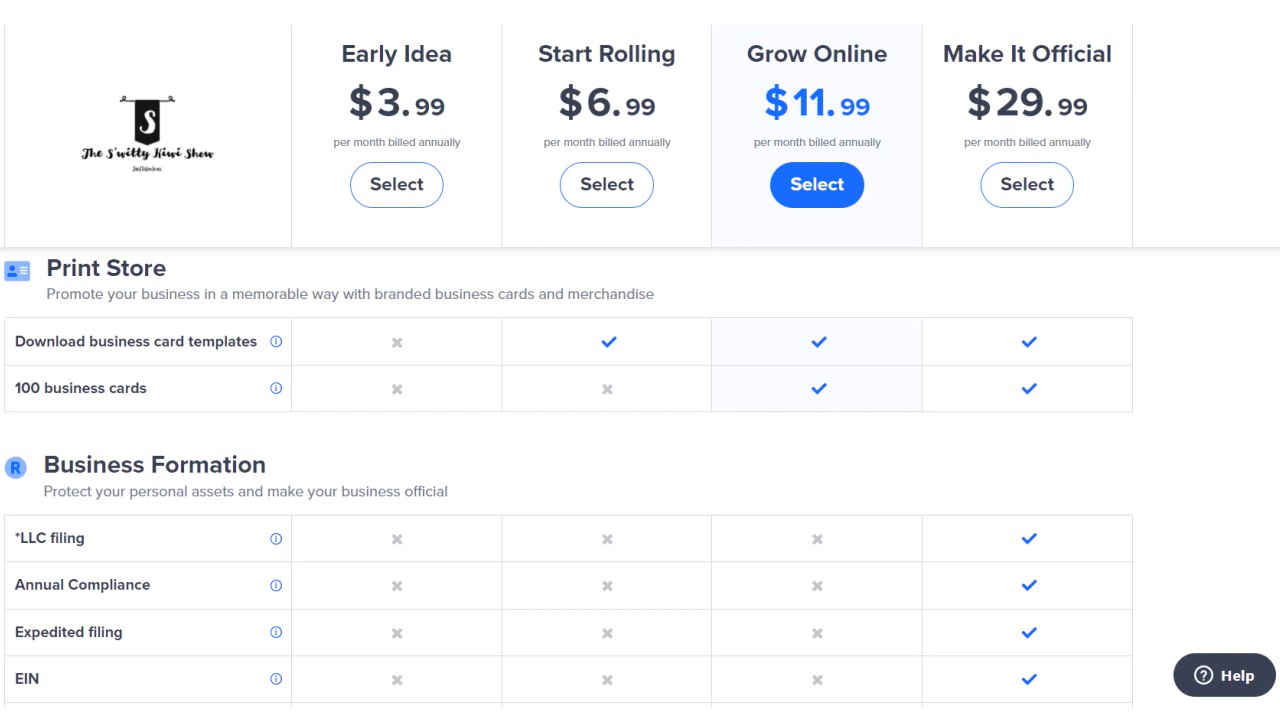 Early Idea
Start Rolling
Grow Online
Make It Official
$3.99
$6.99
$11.99
$29.99
per month billed annually
per month billed annually
per month billed annually
per month billed annually
Select
Select
Select
Select
S
The S'witty Kiwi Show
Print Store
Promote your business in a memorable way with branded business cards and merchandise
Download business card templates
100 business cards
R
Business Formation
Protect your personal assets and make your business official
*LLC filing
Annual Compliance
Expedited filing
EIN
? Help